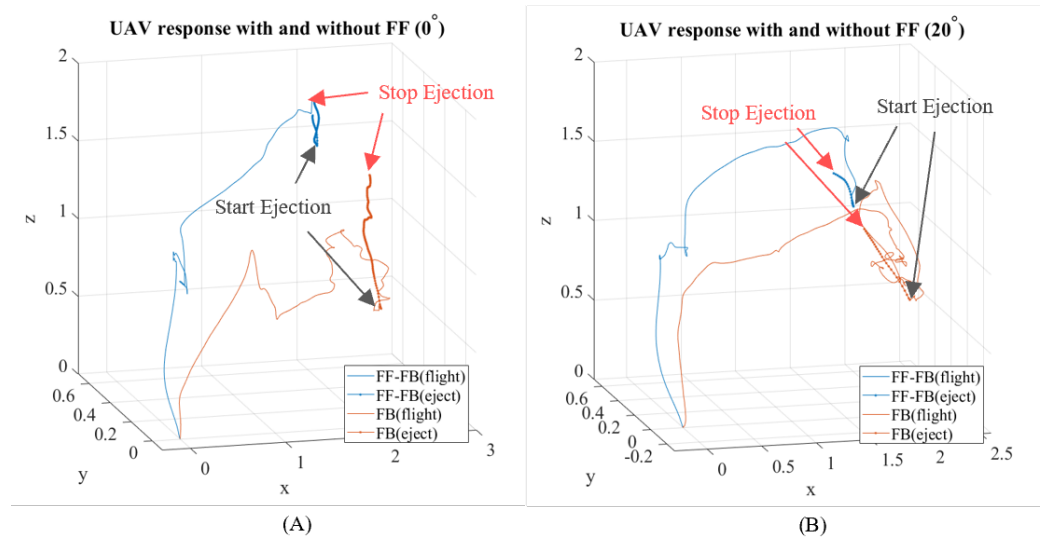 UAV response with and without FF (0°)
2
1.5
1
0.5
0
z
0.6
0.4
0.2
0
y
0
1
2
3
x
Stop Ejection
Start Ejection
FF-FB(flight)
FF-FB(eject)
FB(flight)
FB(eject)
(A)
UAV response with and without FF (20°)
2
1.5
1
0.5
0
z
0.6
0.4
0.2
0
-0.2
y
0
0.5
1
1.5
2
2.5
x
Stop Ejection
Start Ejection
FF-FB(flight)
FF-FB(eject)
FB(flight)
FB(eject)
(B)